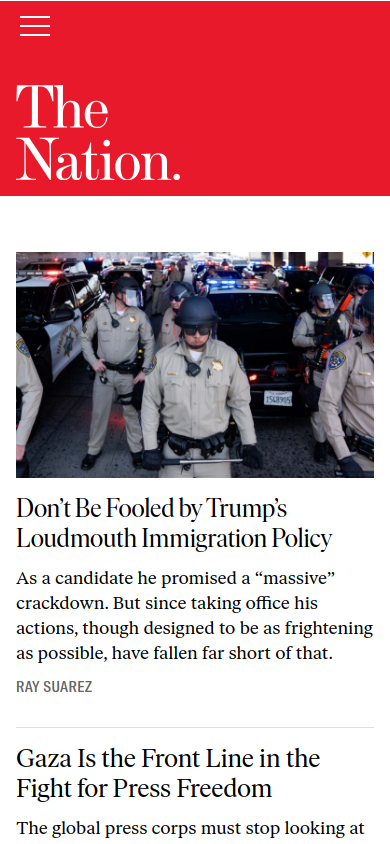 The
Nation.
Don’t Be Fooled by Trump’s
Loudmouth Immigration Policy
As a candidate he promised a “massive”
crackdown. But since taking office his
actions, though designed to be as frightening
as possible, have fallen far short of that.
RAY SUAREZ
Gaza Is the Front Line in the
Fight for Press Freedom
The global press corps must stop looking at